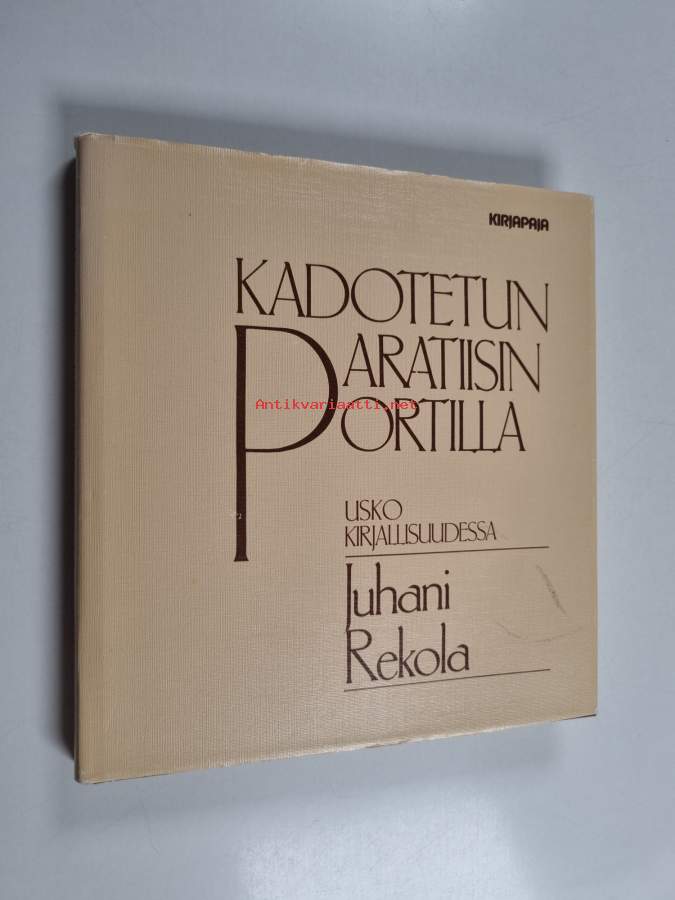 KIRJAPAJA
KADOTETUN
PARATIISIN
Antikvariaatti.net
PORTILLA
USKO
KIRJALLISUUDESSA
Juhani
Rekola